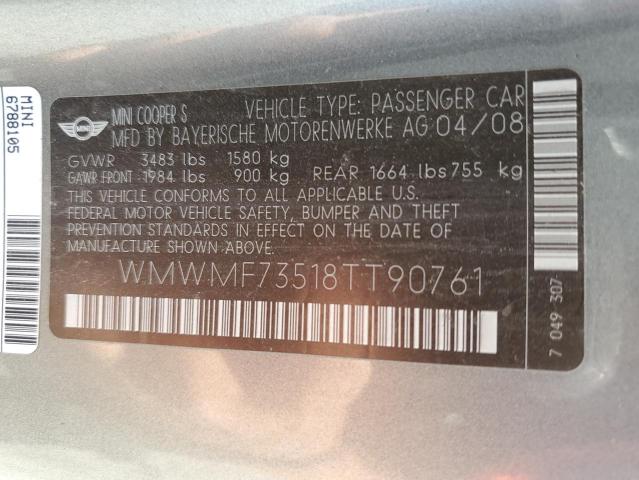 MINI
6788105
MINI COOPER S VEHICLE TYPE: PASSENGER CAR
MFD BY BAYERISCHE MOTORENWERKE AG 04/08
GVWR 3483 lbs 1580 kg
GAWR FRONT 1984 lbs 900 kg REAR 1664 lbs 755 kg
THIS VEHICLE CONFORMS TO ALL APPLICABLE U.S.
FEDERAL MOTOR VEHICLE SAFETY, BUMPER AND THEFT
PREVENTION STANDARDS IN EFFECT ON THE DATE OF
MANUFACTURE SHOWN ABOVE.
WMWMF73518TT90761
7 049 307